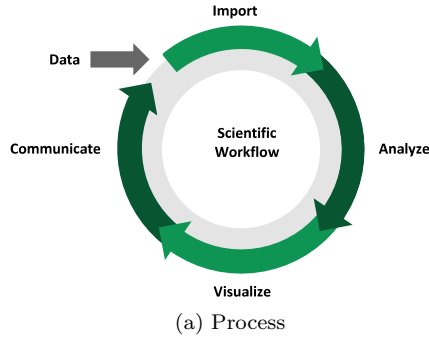 Import
Data
Scientific
Workflow
Communicate
Analyze
Visualize
(a) Process